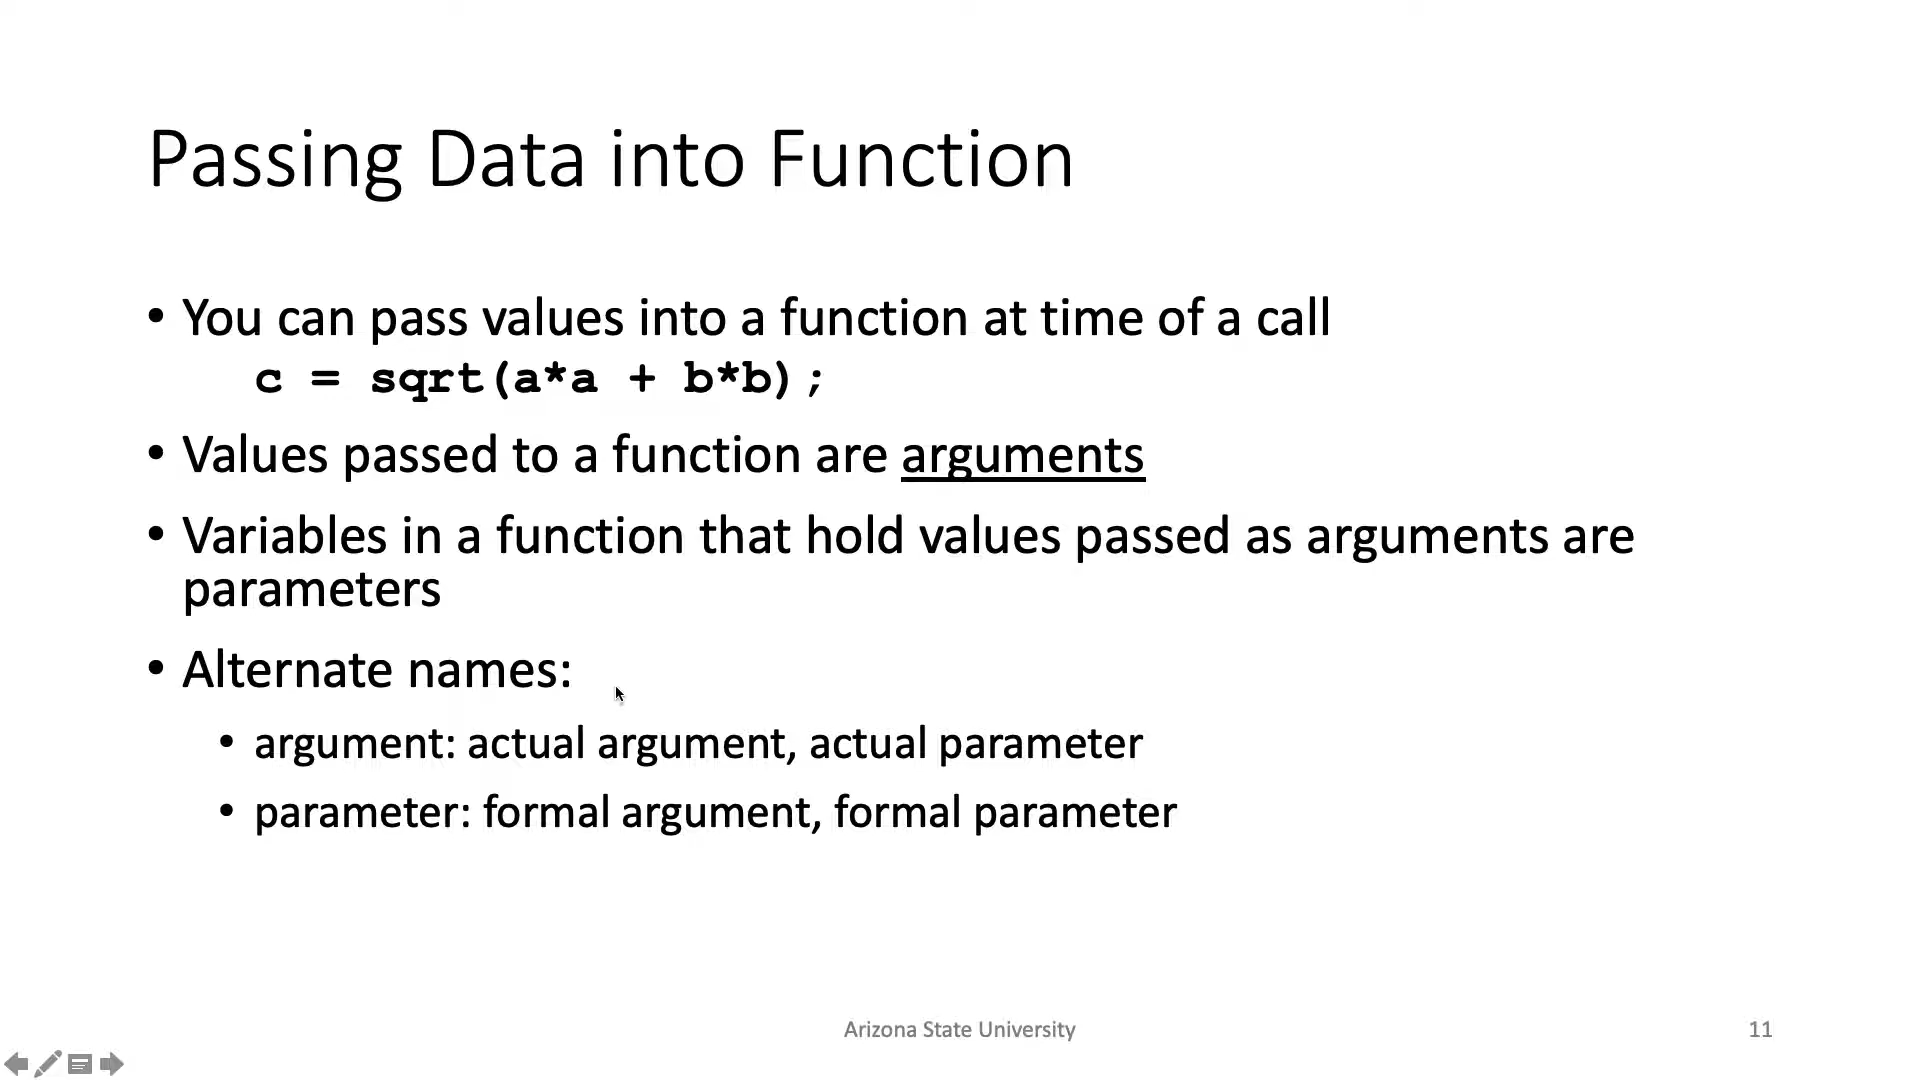 Passing Data into Function
• You can pass values into a function at time of a call
c = sqrt(a*a + b*b);
• Values passed to a function are arguments
• Variables in a function that hold values passed as arguments are
parameters
• Alternate names:
• argument: actual argument, actual parameter
• parameter: formal argument, formal parameter
Arizona State University
11